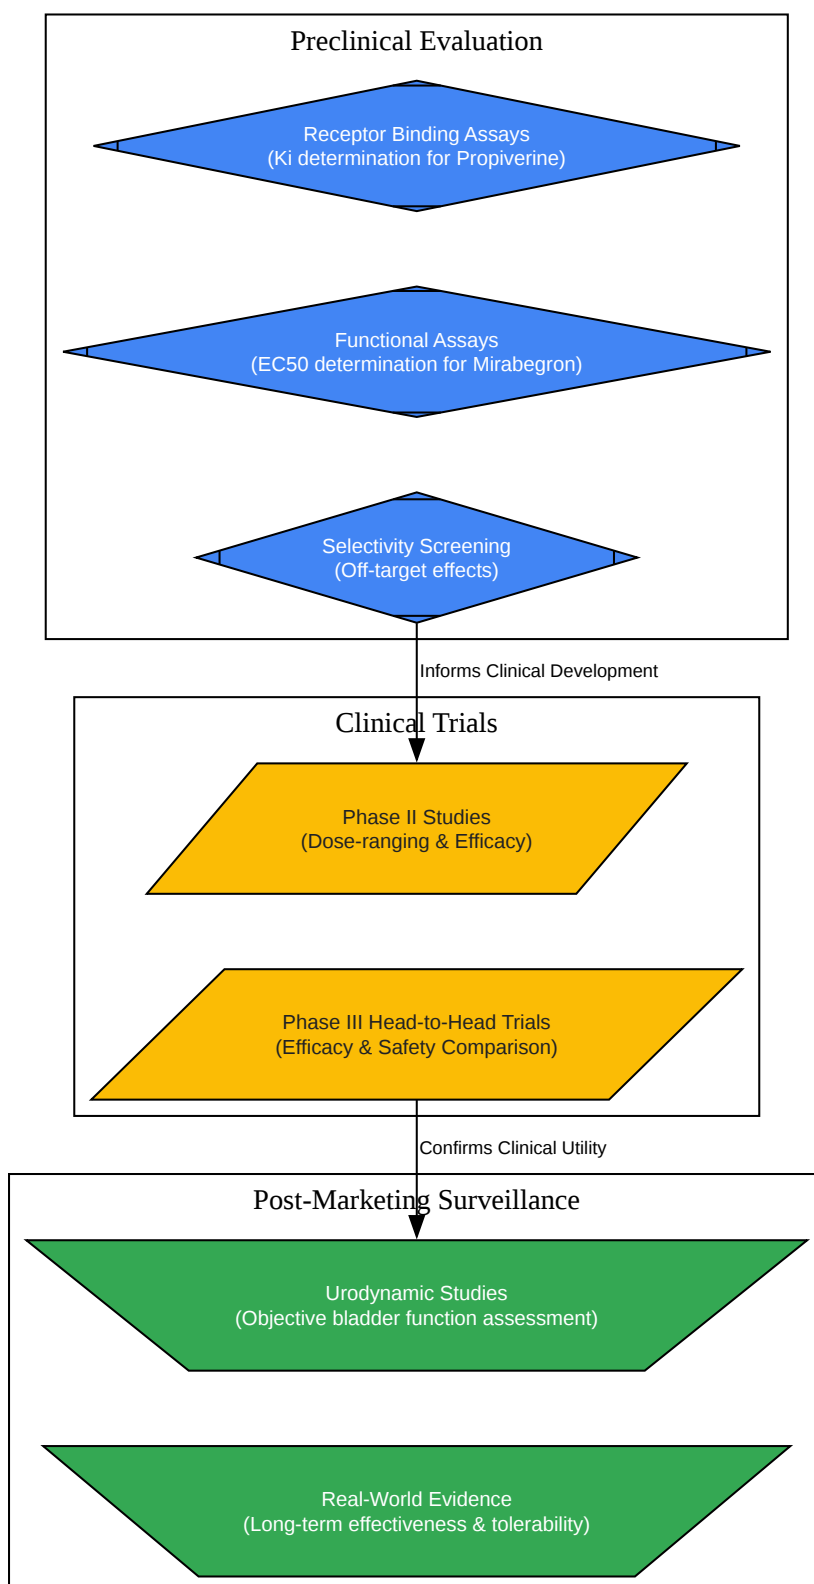 Preclinical Evaluation
Receptor Binding Assays
(Ki determination for Propiverine)
Functional Assays
(EC50 determination for Mirabegron)
Selectivity Screening
(Off-target effects)
Informs Clinical Development
Clinical Trials
Phase II Studies
(Dose-ranging & Efficacy)
Phase III Head-to-Head Trials
(Efficacy & Safety Comparison)
Confirms Clinical Utility
Post-Marketing Surveillance
Urodynamic Studies
(Objective bladder function assessment)
Real-World Evidence
(Long-term effectiveness & tolerability)